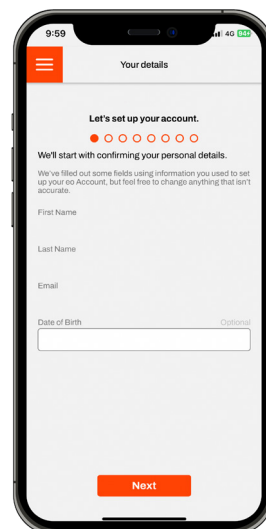 9:59
4G 94
Your details
Let's set up your account.
We'll start with confirming your personal details.
We've filled out some fields using information you used to set
up your eo Account, but feel free to change anything that isn't
accurate.
First Name
Last Name
Email
Date of Birth Optional
Next